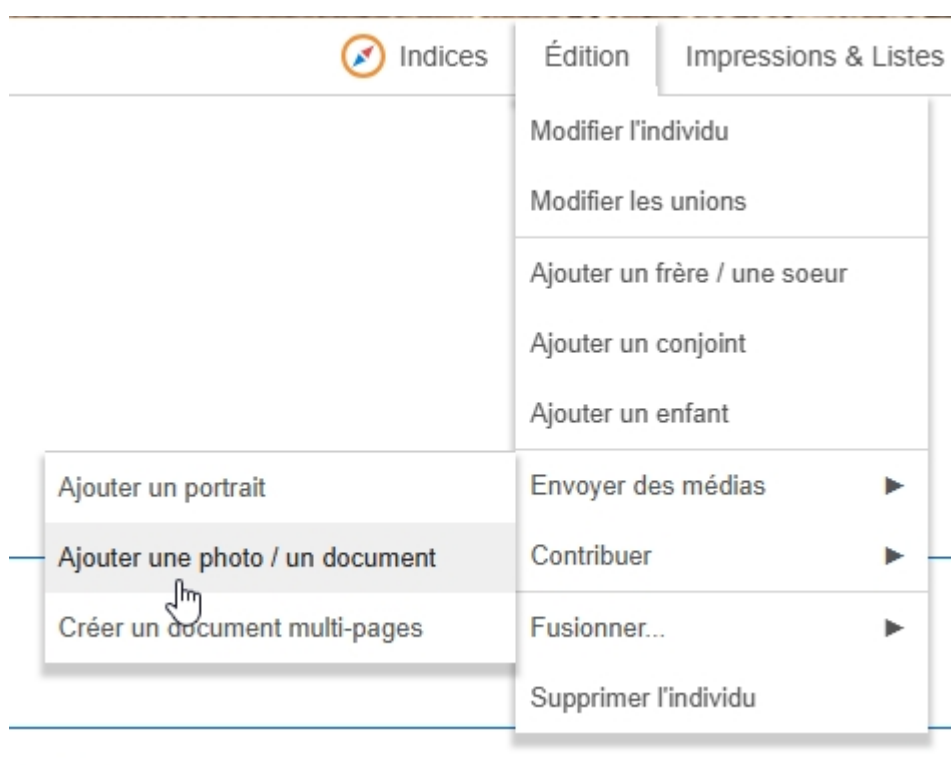 Indices
Édition
Impressions & Listes
Modifier l'individu
Modifier les unions
Ajouter un frère / une soeur
Ajouter un conjoint
Ajouter un enfant
Envoyer des médias
Ajouter un portrait
Ajouter une photo / un document
Créer un document multi-pages
Contribuer
Fusionner...
Supprimer l'individu